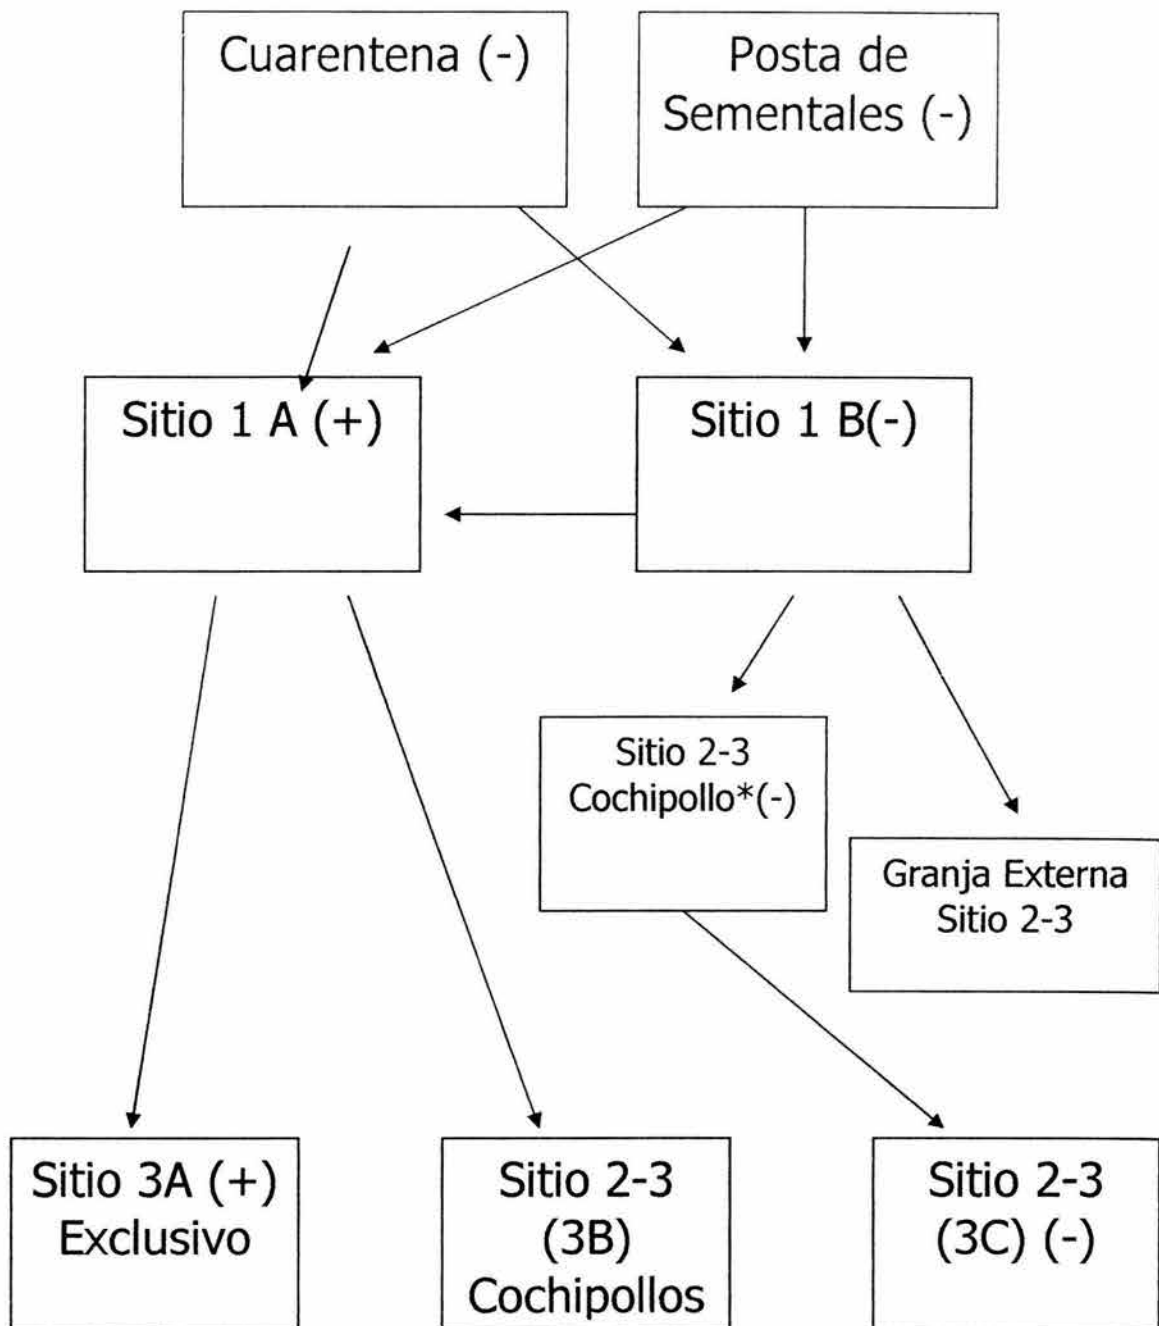 Cuarentena (-)
Posta de
Sementales (-)
Sitio 1 A (+)
Sitio 1 B(-)
Sitio 2-3
Cochipollo*(-)
Granja Externa
Sitio 2-3
Sitio 3A (+)
Exclusivo
Sitio 2-3
(3B)
Cochipollos
Sitio 2-3
(3C) (-)